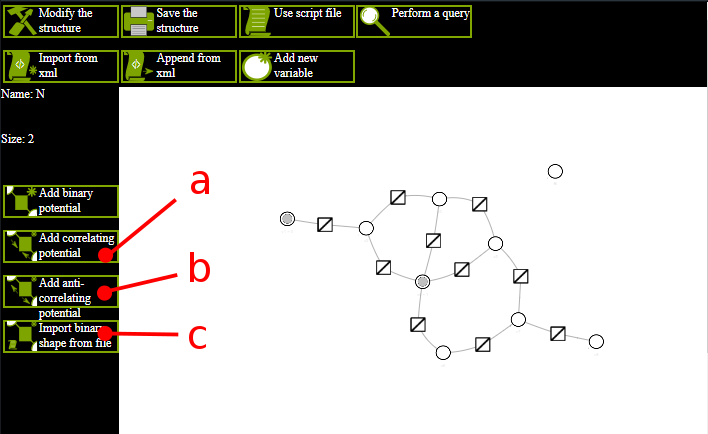 Modify the
structure
Save the
structure
Use script file
Perform a query
Import from
xml
Append from
xml
Add new
variable
Name: N
Size: 2
Add binary
potential
Add correlating
potential
Add anti-
correlating
potential
Import binary
shape from file
a
b
c